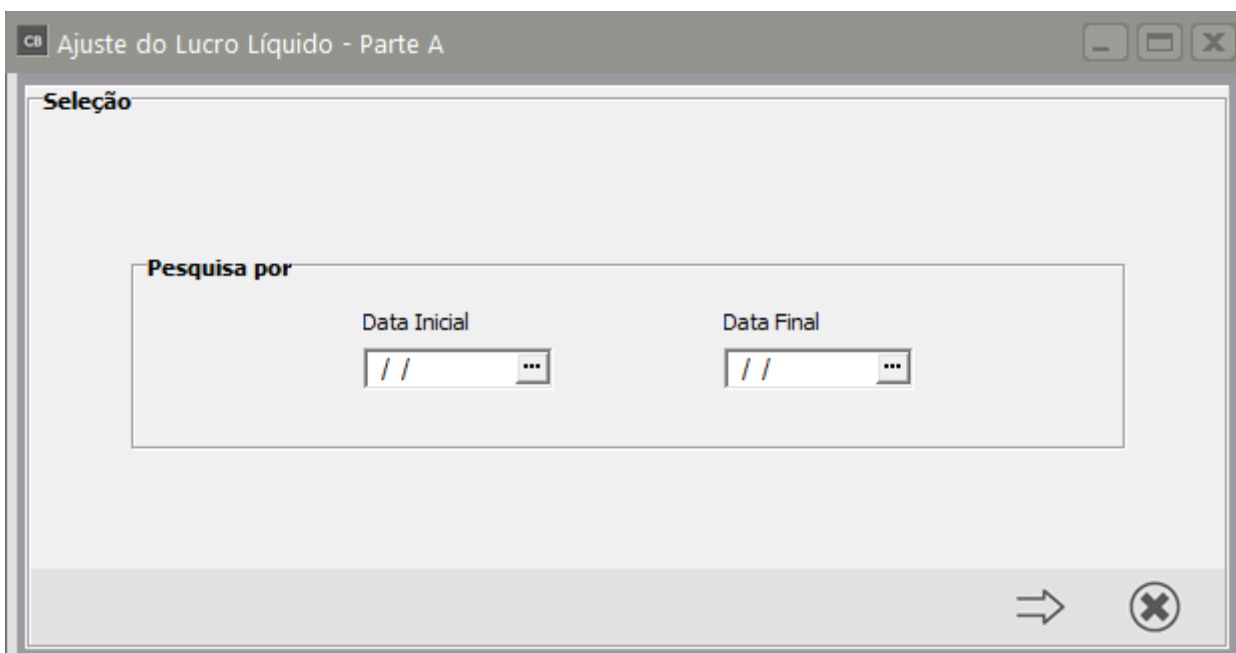 CB Ajuste do Lucro Líquido - Parte A
Seleção
Pesquisa por
Data Inicial Data Final
/ / ... / / ...